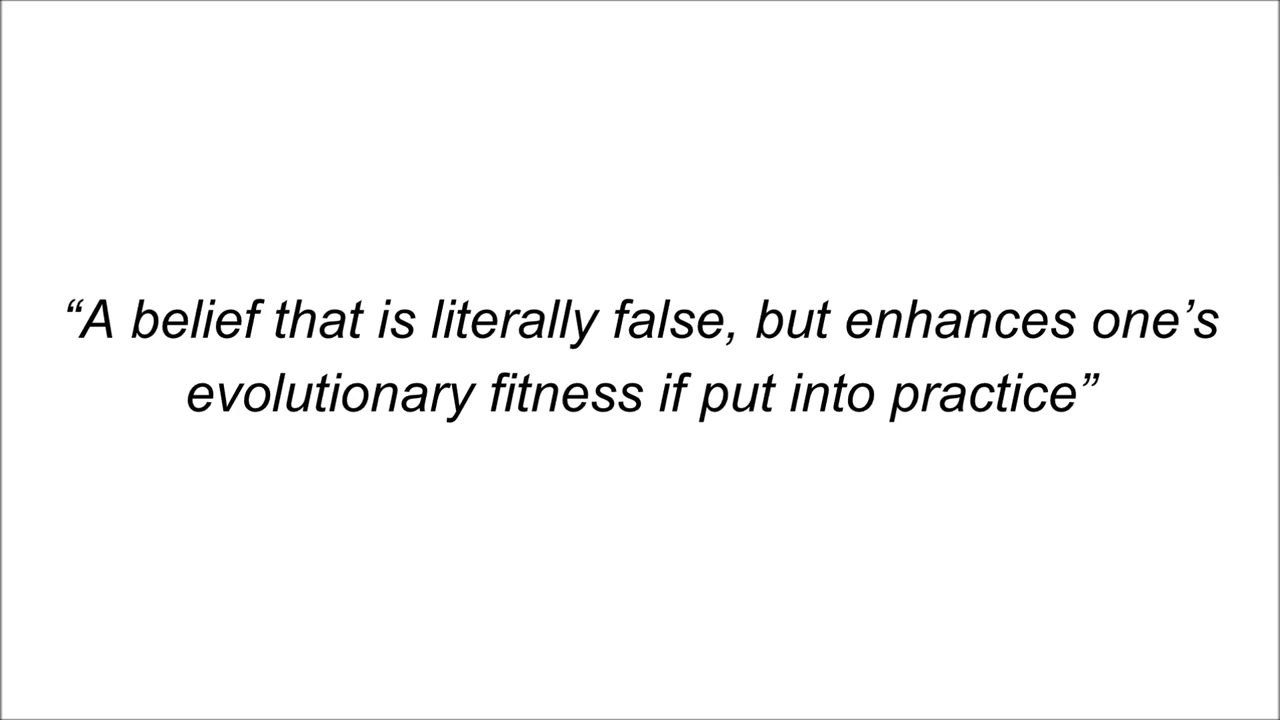 “A belief that is literally false, but enhances one’s
evolutionary fitness if put into practice”